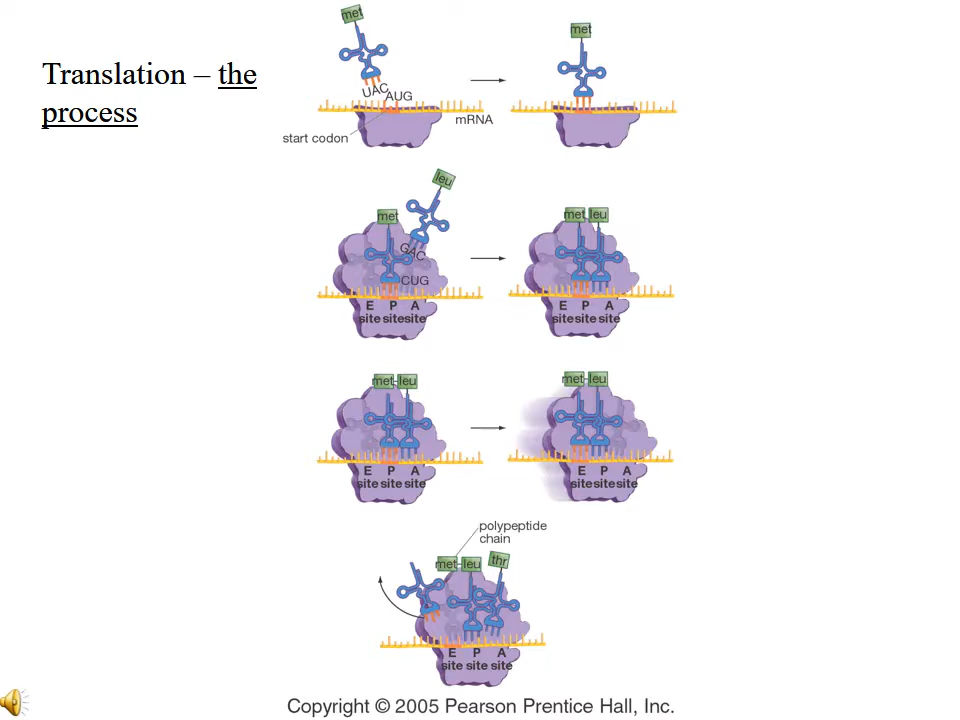 Translation – the
process
met
UAC
AUG
mRNA
start codon
met
leu
met
GAC
CUG
E P A
site site site
met leu
E P A
site site site
met-leu
E P A
site site site
met-leu
E P A
site site site
polypeptide
chain
met-leu thr
E P A
site site site
Copyright © 2005 Pearson Prentice Hall, Inc.